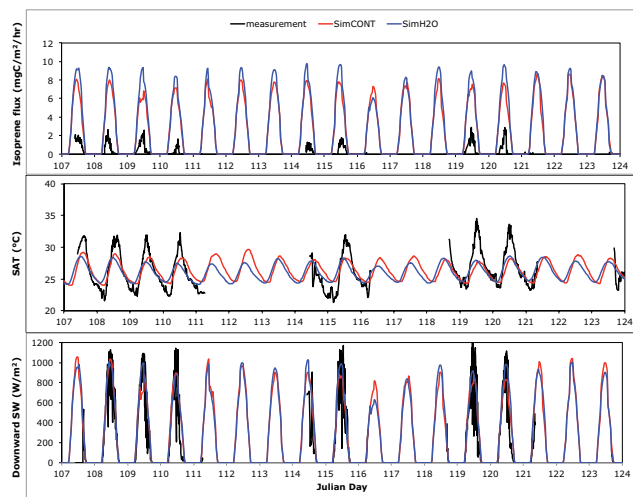 measurement SimCONT SimH2O
Isoprene flux (mgC/m²/hr)
12
10
8
6
4
2
0
107 108 109 110 111 112 113 114 115 116 117 118 119 120 121 122 123 124
SAT (°C)
40
35
30
25
20
107 108 109 110 111 112 113 114 115 116 117 118 119 120 121 122 123 124
Downward SW (W/m²)
1200
1000
800
600
400
200
0
107 108 109 110 111 112 113 114 115 116 117 118 119 120 121 122 123 124
Julian Day